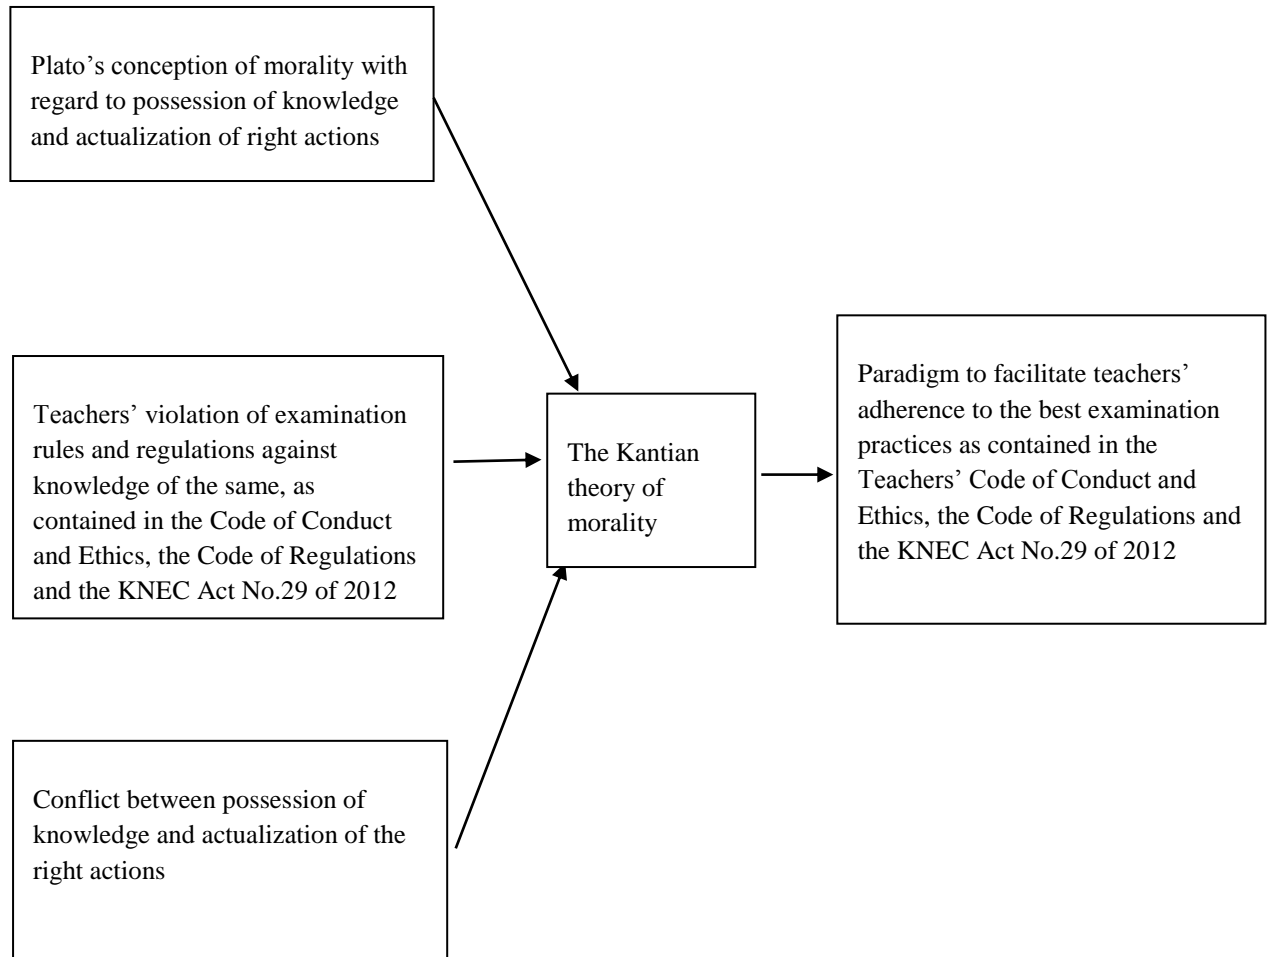 Plato’s conception of morality with
regard to possession of knowledge
and actualization of right actions
Teachers’ violation of examination
rules and regulations against
knowledge of the same, as
contained in the Code of Conduct
and Ethics, the Code of Regulations
and the KNEC Act No.29 of 2012
Conflict between possession of
knowledge and actualization of the
right actions
The Kantian
theory of
morality
Paradigm to facilitate teachers’
adherence to the best examination
practices as contained in the
Teachers’ Code of Conduct and
Ethics, the Code of Regulations and
the KNEC Act No.29 of 2012